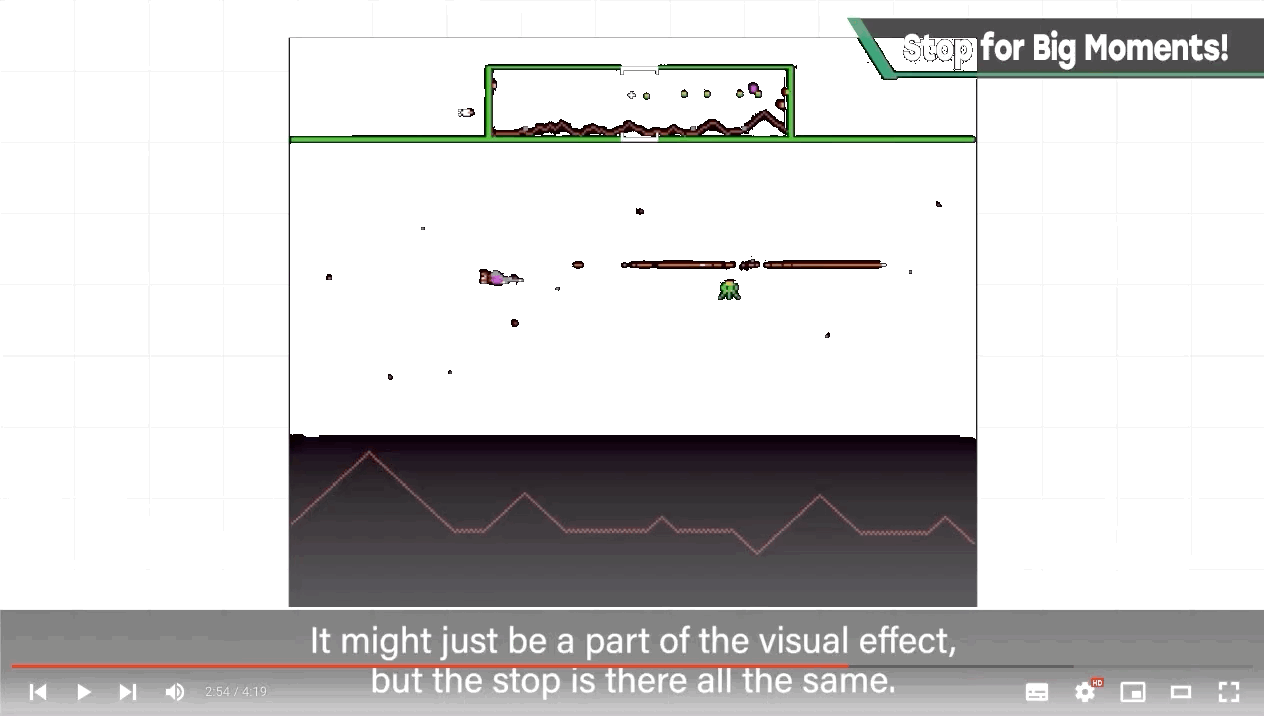 Stop for Big Moments!
It might just be a part of the visual effect,
but the stop is there all the same.
2:54 / 4:19
HD